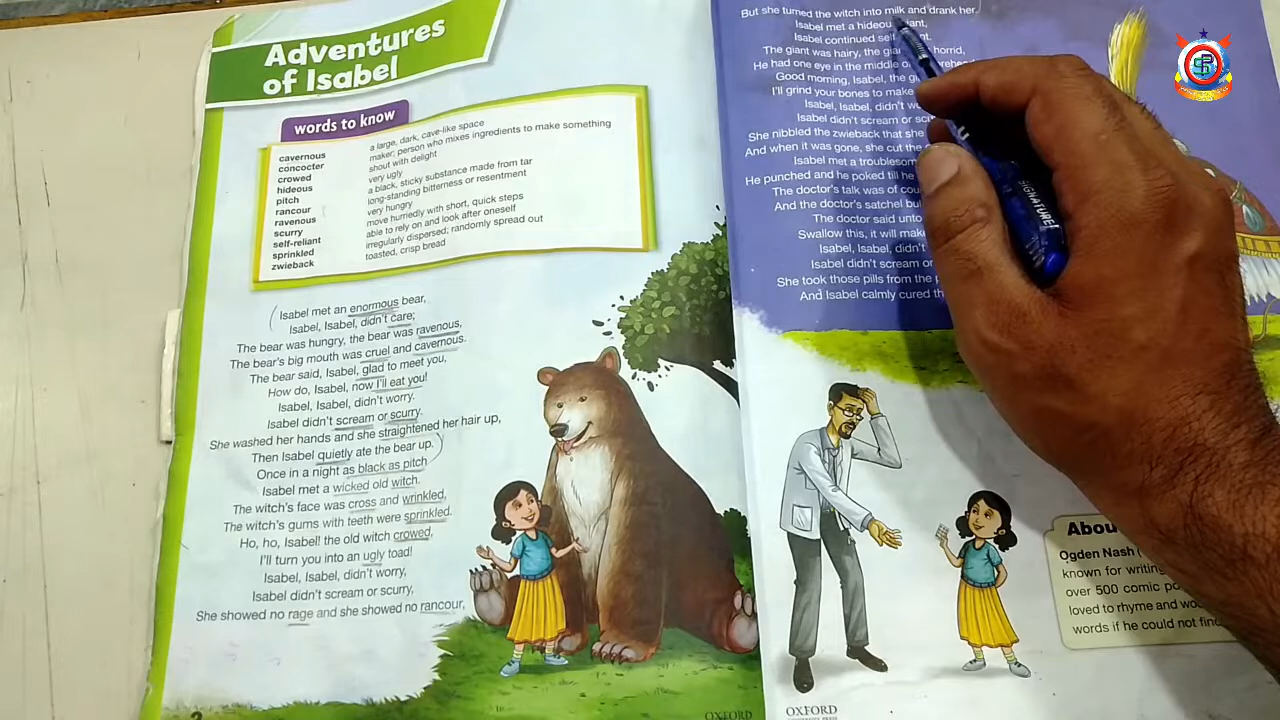 Adventures
of Isabel
words to know
cavernous a large, dark, cave-like space
concocter maker; person who mixes ingredients to make something
crowed shout with delight
hideous very ugly
pitch a black, sticky substance made from tar
rancour long-standing bitterness or resentment
ravenous very hungry
scurry move hurriedly with short, quick steps
self-reliant able to rely on and look after oneself
sprinkled irregularly dispersed; randomly spread out
zwieback toasted, crisp bread
Isabel met an enormous bear,
Isabel, Isabel, didn't care;
The bear was hungry, the bear was ravenous,
The bear's big mouth was cruel and cavernous.
The bear said, Isabel, glad to meet you,
How do, Isabel, now I'll eat you!
Isabel, Isabel, didn't worry.
Isabel didn't scream or scurry.
She washed her hands and she straightened her hair up,
Then Isabel quietly ate the bear up.
Once in a night as black as pitch
Isabel met a wicked old witch.
The witch's face was cross and wrinkled,
The witch's gums with teeth were sprinkled.
Ho, ho, Isabel! the old witch crowed,
I'll turn you into an ugly toad!
Isabel, Isabel, didn't worry,
Isabel didn't scream or scurry,
She showed no rage and she showed no rancour,
2
OXFORD
But she turned the witch into milk and drank her.
Isabel met a hideous giant,
Isabel continued self
The giant was hairy, the horrid,
He had one eye in the middle
Good morning, Isabel, the
I'll grind your bones to make
Isabel, Isabel, didn't
Isabel didn't scream or
She nibbled the zwieback that she
And when it was gone, she cut the
Isabel met a troublesom
He punched and he poked till he
The doctor's talk was of
And the doctor's satchel
The doctor said unto
Swallow this, it will
Isabel, Isabel, didn't
Isabel didn't scream or
She took those pills from the
And Isabel calmly cured
Abou
Ogden Nash (
known for writing
over 500 comic
loved to rhyme and
words if he could not
OXFORD
UNIVERSITY PRESS
SIGNATURE